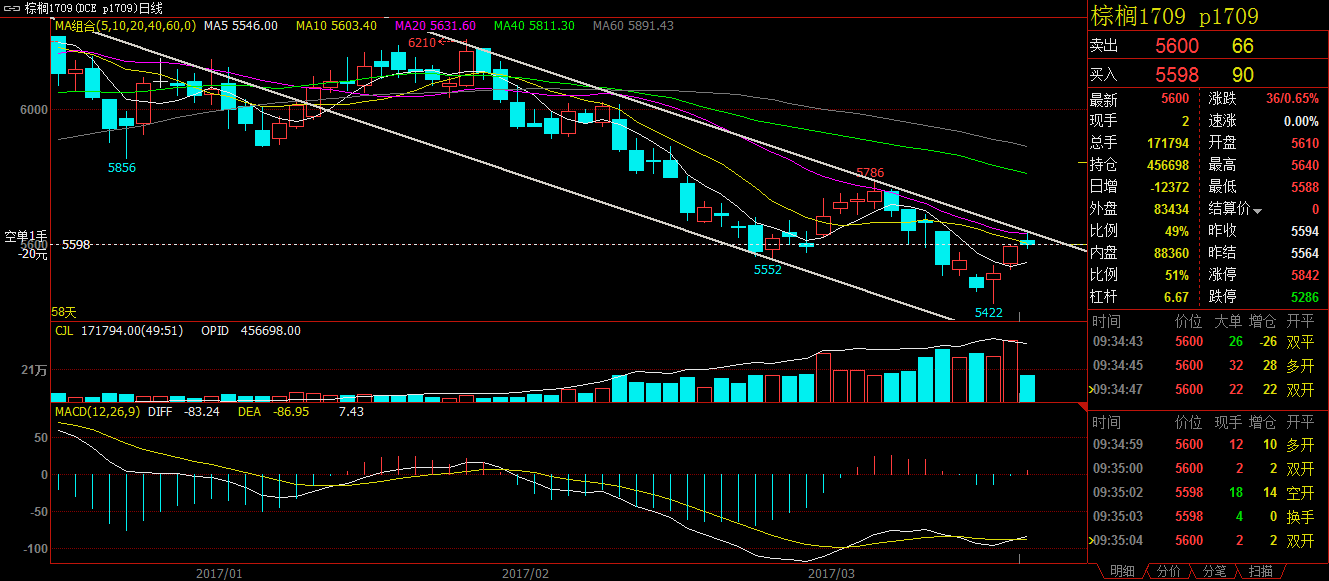 棕榈1709(DCE p1709)日线
MA组合(5,10,20,40,60,0) MA5 5546.00 MA10 5603.40 MA20 5631.60 MA40 5811.30 MA60 5891.43
6210
6000
5856
5786
空单1手
5600
5598
-20元
5552
5422
58天
CJL 171794.00(49:51) OPID 456698.00
21万
MACD(12,26,9) DIFF -83.24 DEA -86.95 7.43
50
0
-50
-100
2017/01 2017/02 2017/03
棕榈1709 p1709
卖出 5600 66
买入 5598 90
最新 5600 涨跌 36/0.65%
现手 2 速涨 0.00%
总手 171794 开盘 5610
持仓 456698 最高 5640
日增 -12372 最低 5588
外盘 83434 结算价 0
比例 49% 昨收 5594
内盘 88360 昨结 5564
比例 51% 涨停 5842
杠杆 6.67 跌停 5286
时间 价位 大单 增仓 开平
09:34:43 5600 26 -26 双平
09:34:45 5600 32 28 多开
09:34:47 5600 22 22 双开
时间 价位 现手 增仓 开平
09:34:59 5600 12 10 多开
09:35:00 5600 2 2 双开
09:35:02 5598 18 14 空开
09:35:03 5598 4 0 换手
09:35:04 5600 2 2 双开
明细 分价 分笔 扫描